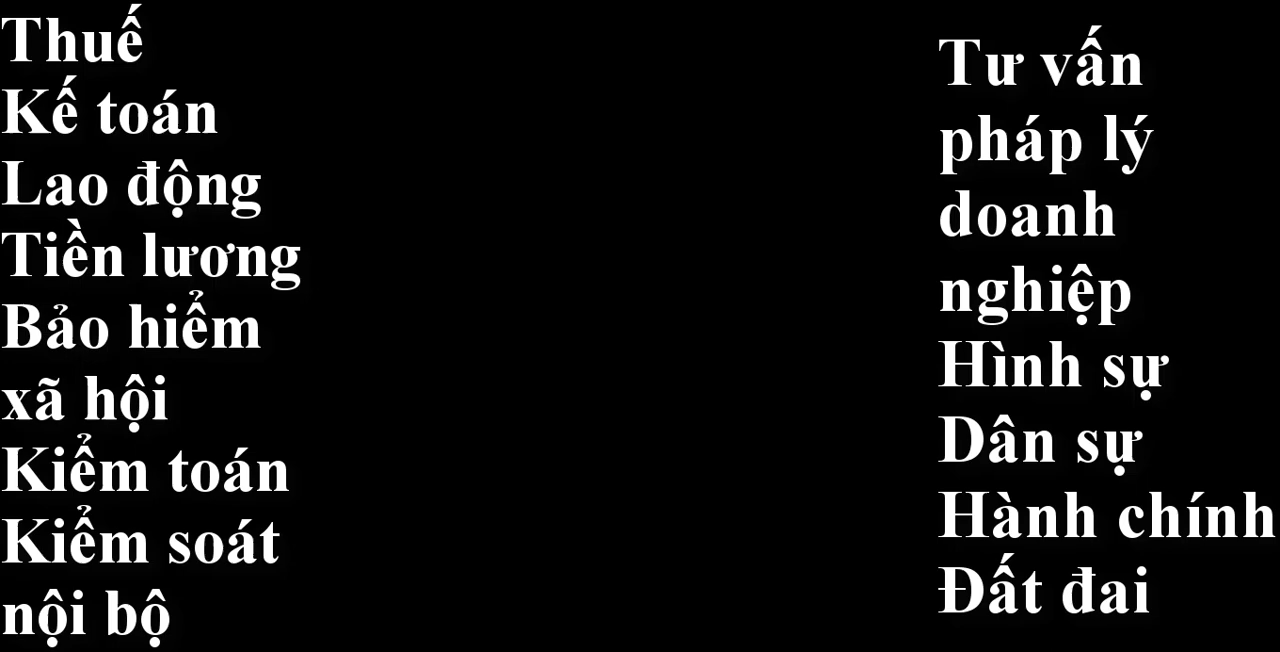 Thuế
Kế toán
Lao động
Tiền lương
Bảo hiểm
xã hội
Kiểm toán
Kiểm soát
nội bộ
Tư vấn
pháp lý
doanh
nghiệp
Hình sự
Dân sự
Hành chính
Đất đai